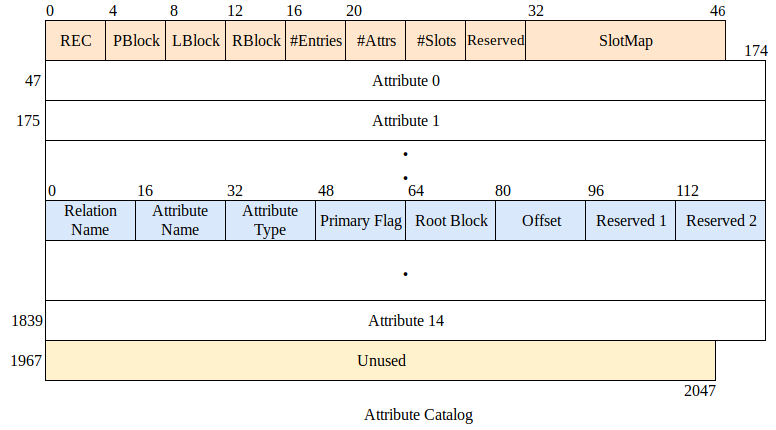 0 4 8 12 16 20 32 46
REC PBlock LBlock RBlock #Entries #Attrs #Slots Reserved SlotMap
174
47 Attribute 0
175 Attribute 1
0 16 32 48 64 80 96 112
Relation Attribute Attribute Primary Flag Root Block Offset Reserved 1 Reserved 2
Name Name Type
1839 Attribute 14
1967 Unused
2047
Attribute Catalog